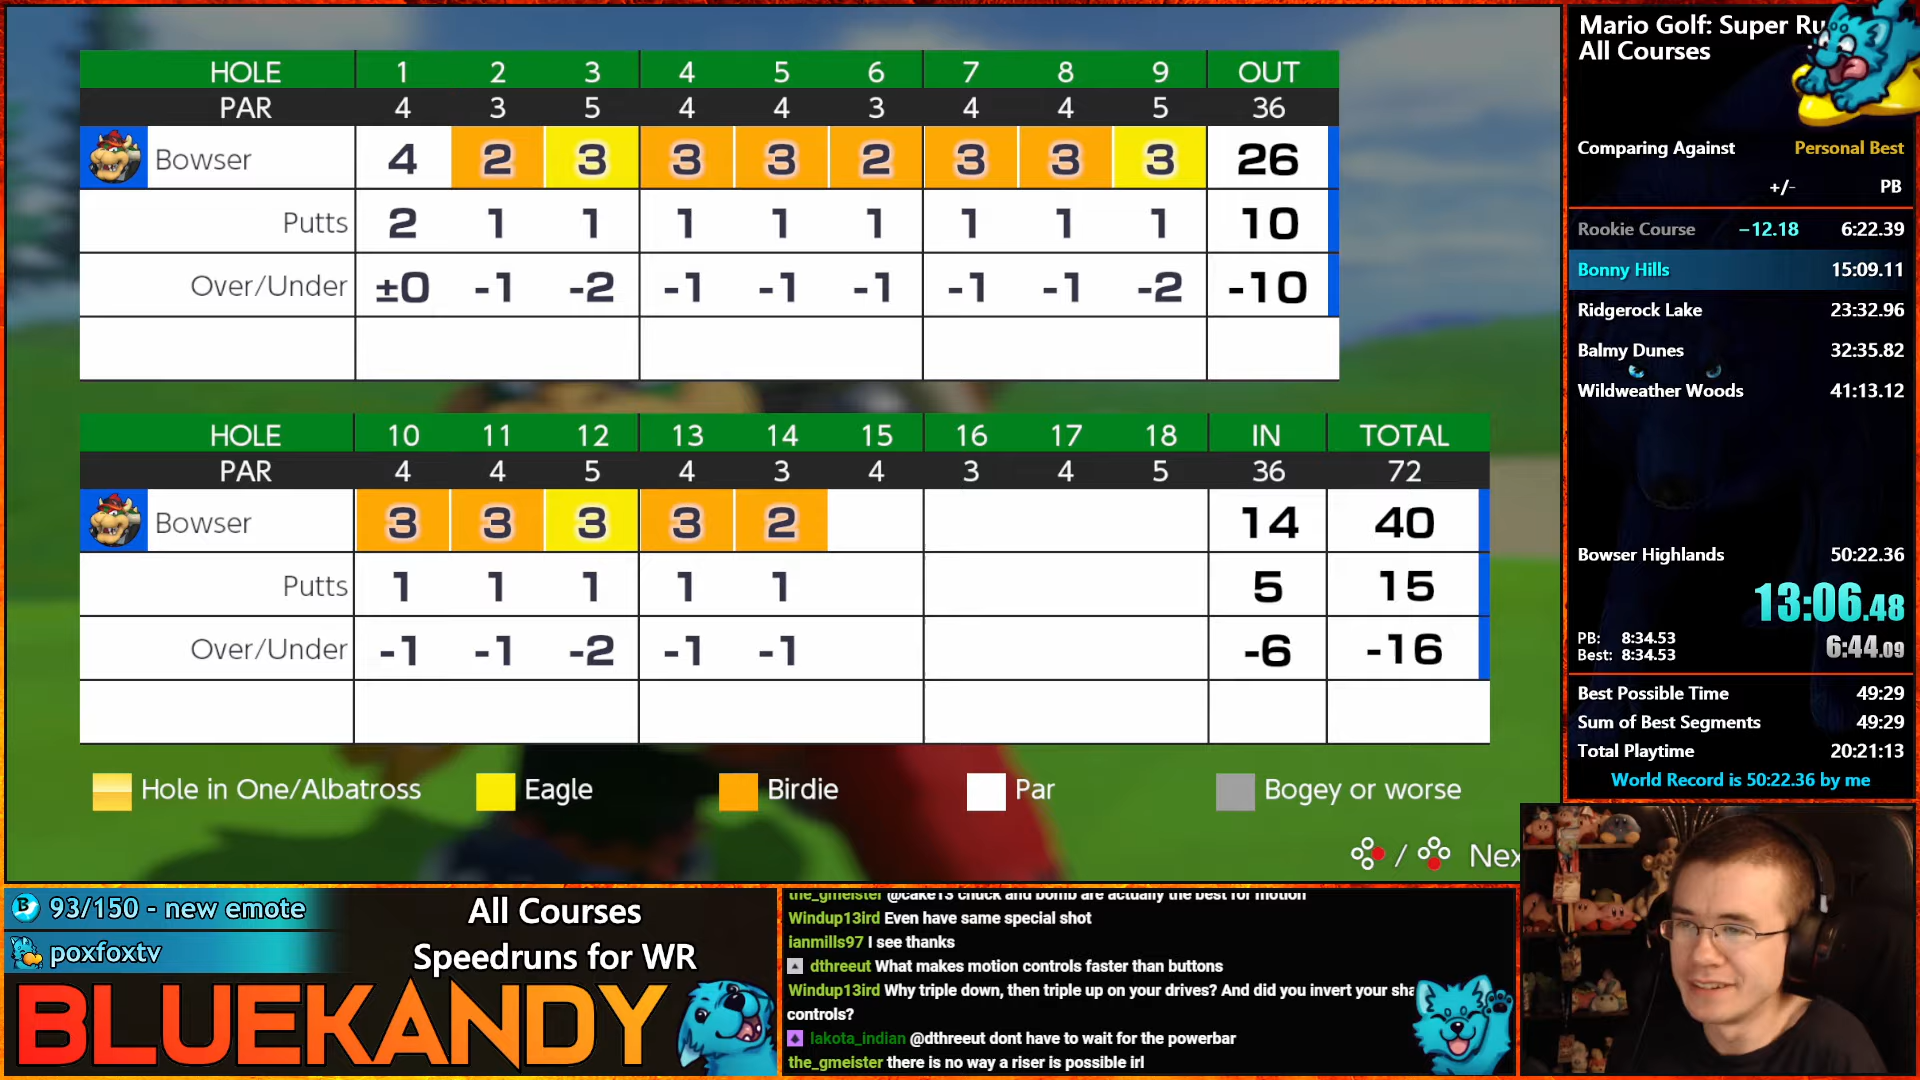 HOLE 1 2 3 4 5 6 7 8 9 OUT
PAR 4 3 5 4 4 3 4 4 5 36
Bowser 4 2 3 3 3 2 3 3 3 26
Putts 2 1 1 1 1 1 1 1 1 10
Over/Under ±0 -1 -2 -1 -1 -1 -1 -1 -2 -10
HOLE 10 11 12 13 14 15 16 17 18 IN TOTAL
PAR 4 4 5 4 3 4 3 4 5 36 72
Bowser 3 3 3 3 2 14 40
Putts 1 1 1 1 1 5 15
Over/Under -1 -1 -2 -1 -1 -6 -16
Hole in One/Albatross Eagle Birdie Par Bogey or worse
/ Nex
Mario Golf: Super Ru
All Courses
Comparing Against Personal Best
+/- PB
Rookie Course -12.18 6:22.39
Bonny Hills 15:09.11
Ridgerock Lake 23:32.96
Balmy Dunes 32:35.82
Wildweather Woods 41:13.12
Bowser Highlands 50:22.36
13:06.48
PB: 8:34.53
Best: 8:34.53
6:44.09
Best Possible Time 49:29
Sum of Best Segments 49:29
Total Playtime 20:21:13
World Record is 50:22.36 by me
93/150 - new emote
poxfoxtv
All Courses
Speedruns for WR
BLUEKANDY
the_gmeister @cake13 chuck and bomb are actually the best for motion
Windup13ird Even have same special shot
ianmills97 I see thanks
dthreeut What makes motion controls faster than buttons
Windup13ird Why triple down, then triple up on your drives? And did you invert your sha
controls?
lakota_indian @dthreeut dont have to wait for the powerbar
the_gmeister there is no way a riser is possible irl